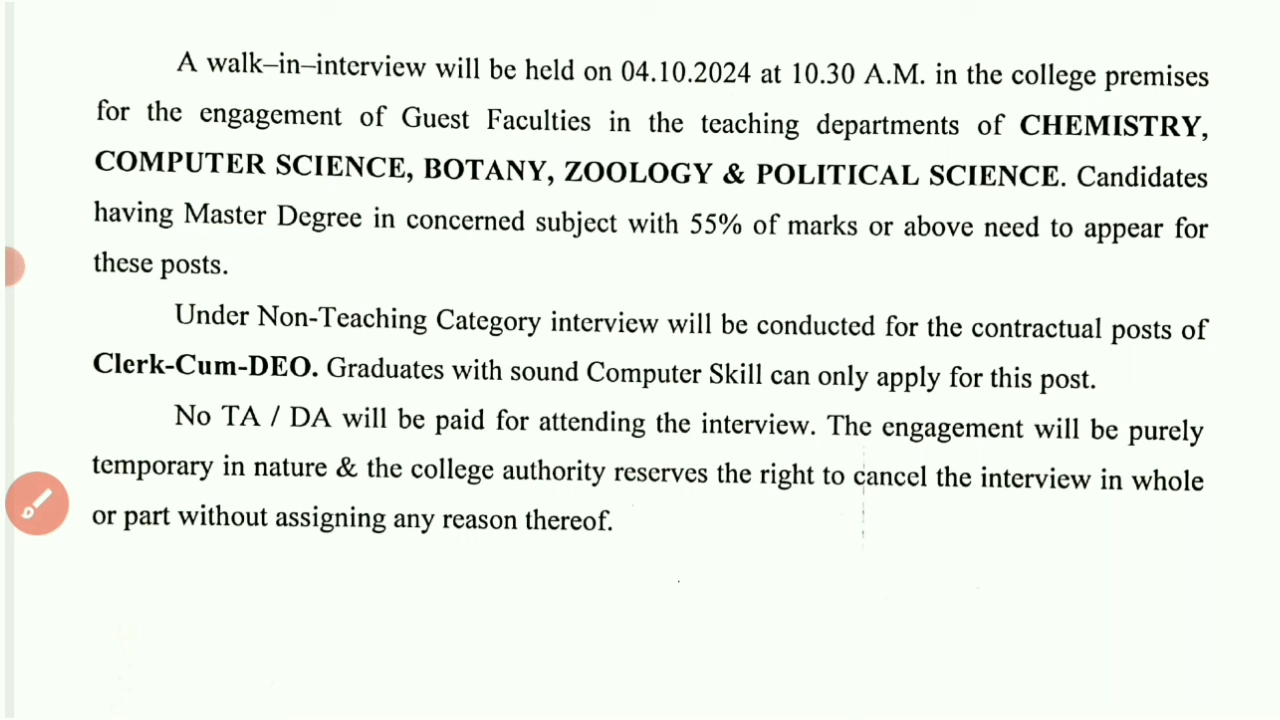 A walk–in–interview will be held on 04.10.2024 at 10.30 A.M. in the college premises
for the engagement of Guest Faculties in the teaching departments of CHEMISTRY,
COMPUTER SCIENCE, BOTANY, ZOOLOGY & POLITICAL SCIENCE. Candidates
having Master Degree in concerned subject with 55% of marks or above need to appear for
these posts.
Under Non-Teaching Category interview will be conducted for the contractual posts of
Clerk-Cum-DEO. Graduates with sound Computer Skill can only apply for this post.
No TA / DA will be paid for attending the interview. The engagement will be purely
temporary in nature & the college authority reserves the right to cancel the interview in whole
or part without assigning any reason thereof.